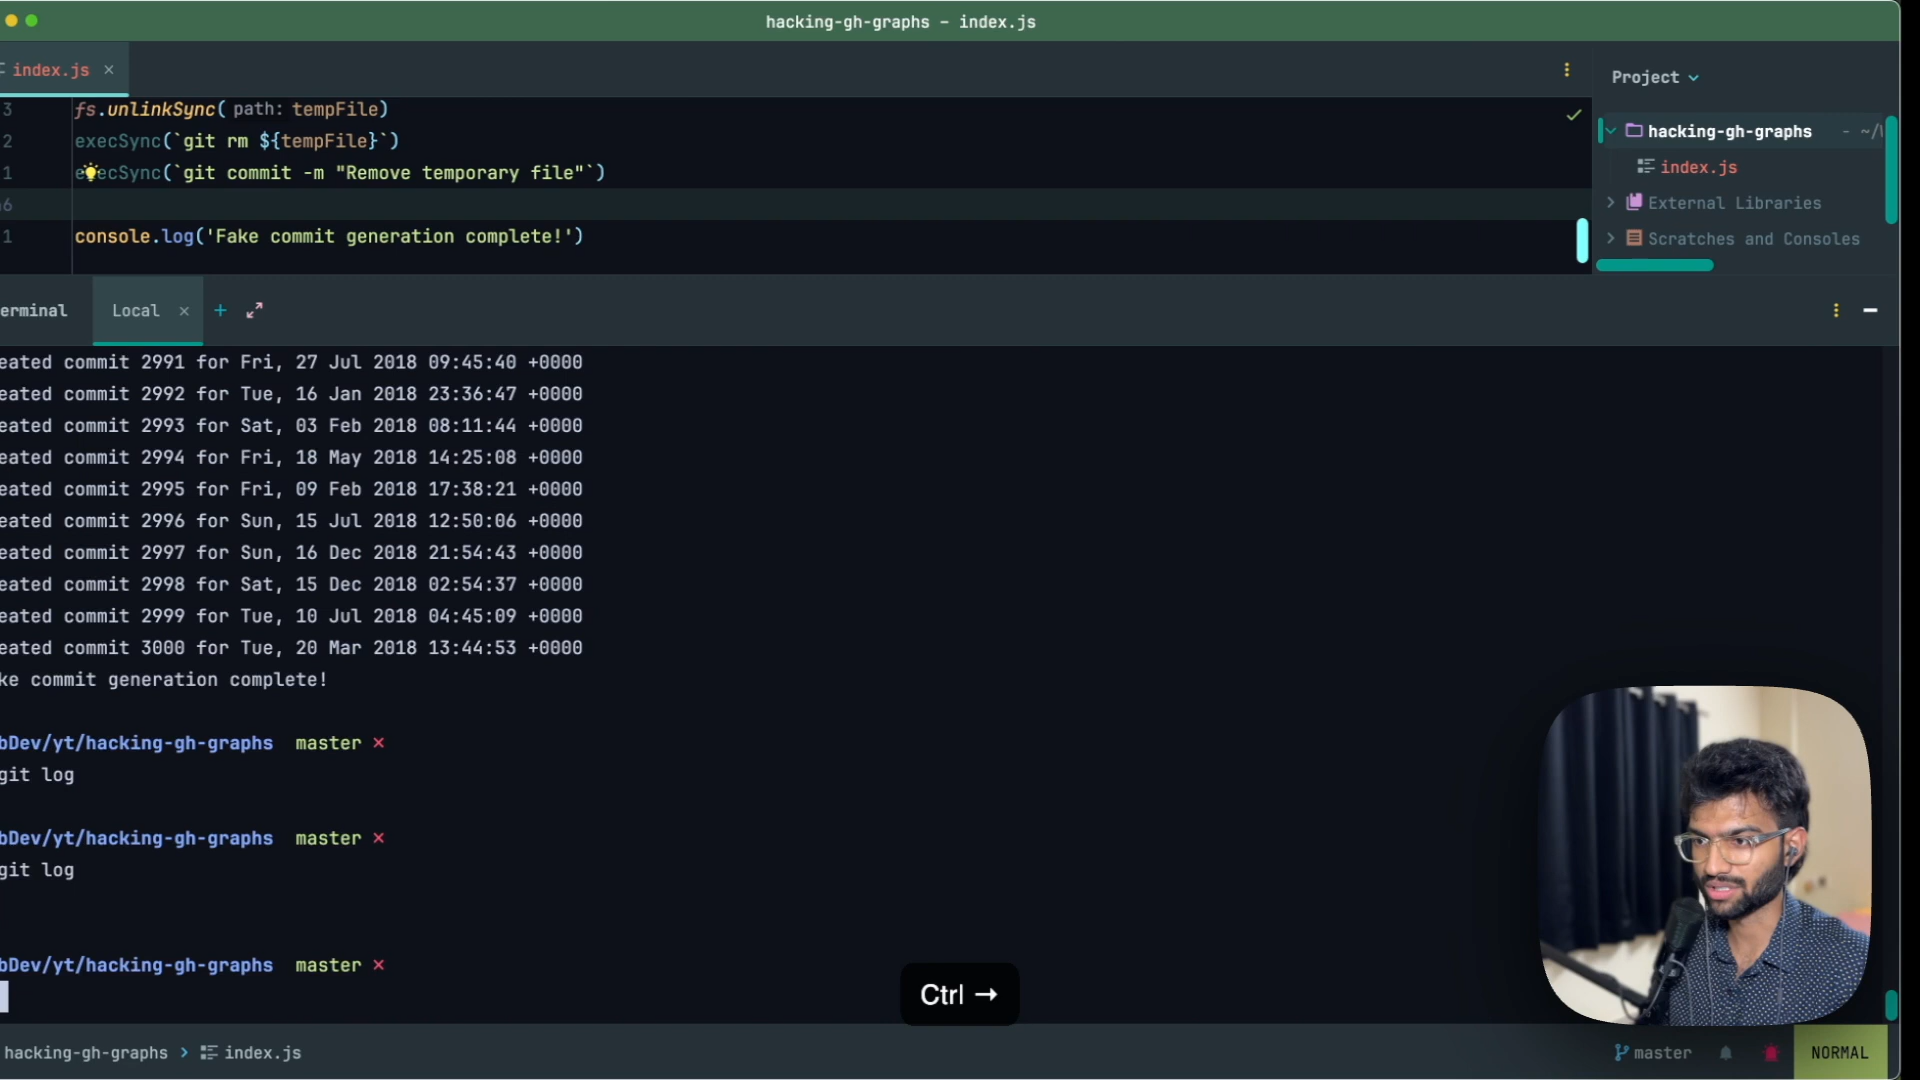 hacking-gh-graphs – index.js
index.js ×
Project
3 fs.unlinkSync( path: tempFile)
2 execSync(`git rm ${tempFile}`)
1 execSync(`git commit -m "Remove temporary file"`)
6
1 console.log('Fake commit generation complete!')
hacking-gh-graphs - ~/
index.js
External Libraries
Scratches and Consoles
erminal
Local × +
eated commit 2991 for Fri, 27 Jul 2018 09:45:40 +0000
eated commit 2992 for Tue, 16 Jan 2018 23:36:47 +0000
eated commit 2993 for Sat, 03 Feb 2018 08:11:44 +0000
eated commit 2994 for Fri, 18 May 2018 14:25:08 +0000
eated commit 2995 for Fri, 09 Feb 2018 17:38:21 +0000
eated commit 2996 for Sun, 15 Jul 2018 12:50:06 +0000
eated commit 2997 for Sun, 16 Dec 2018 21:54:43 +0000
eated commit 2998 for Sat, 15 Dec 2018 02:54:37 +0000
eated commit 2999 for Tue, 10 Jul 2018 04:45:09 +0000
eated commit 3000 for Tue, 20 Mar 2018 13:44:53 +0000
ke commit generation complete!
bDev/yt/hacking-gh-graphs master ×
git log
bDev/yt/hacking-gh-graphs master ×
git log
bDev/yt/hacking-gh-graphs master ×
Ctrl →
hacking-gh-graphs > index.js
master
NORMAL